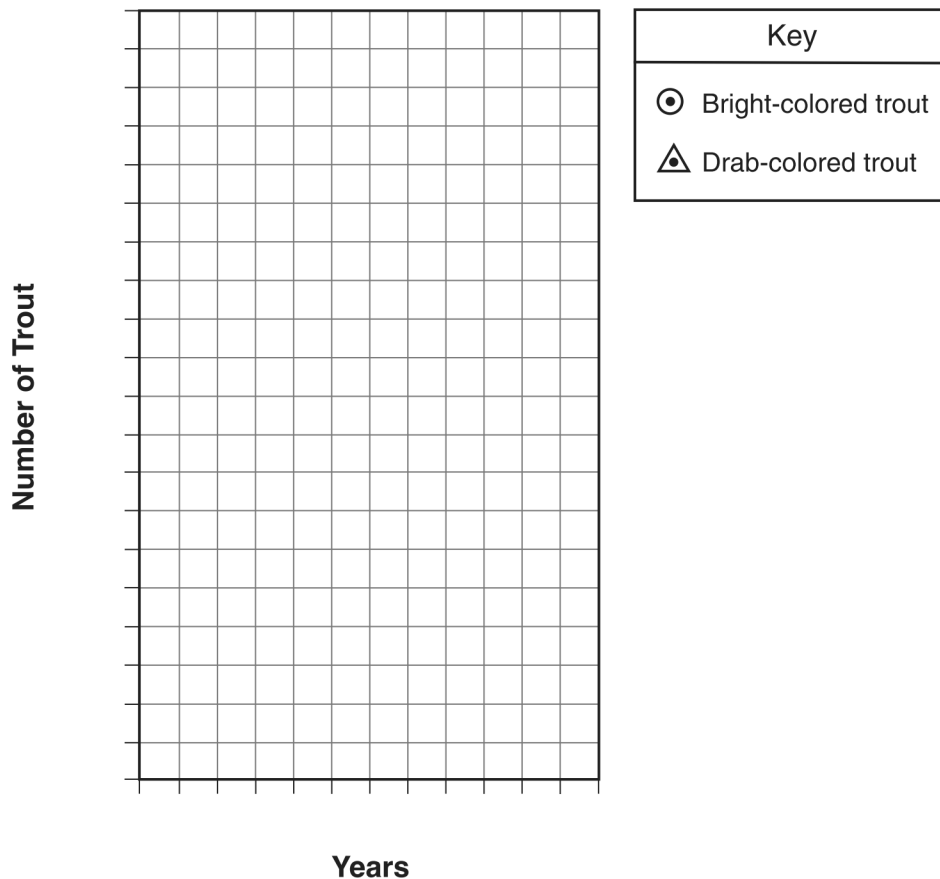 Number of Trout
Years
Key
Bright-colored trout
Drab-colored trout